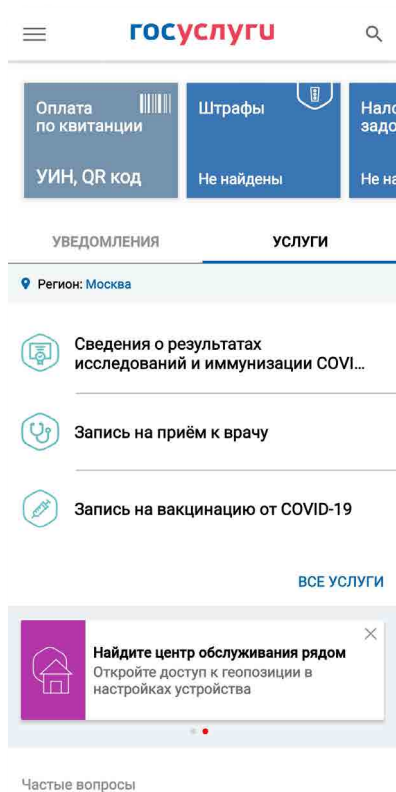 госуслуги
Оплата
по квитанции
УИН, QR код
Штрафы
Не найдены
УВЕДОМЛЕНИЯ
УСЛУГИ
Регион: Москва
Сведения о результатах
исследований и иммунизации COVI...
Запись на приём к врачу
Запись на вакцинацию от COVID-19
ВСЕ УСЛУГИ
Найдите центр обслуживания рядом
Откройте доступ к геопозиции в
настройках устройства
Частые вопросы